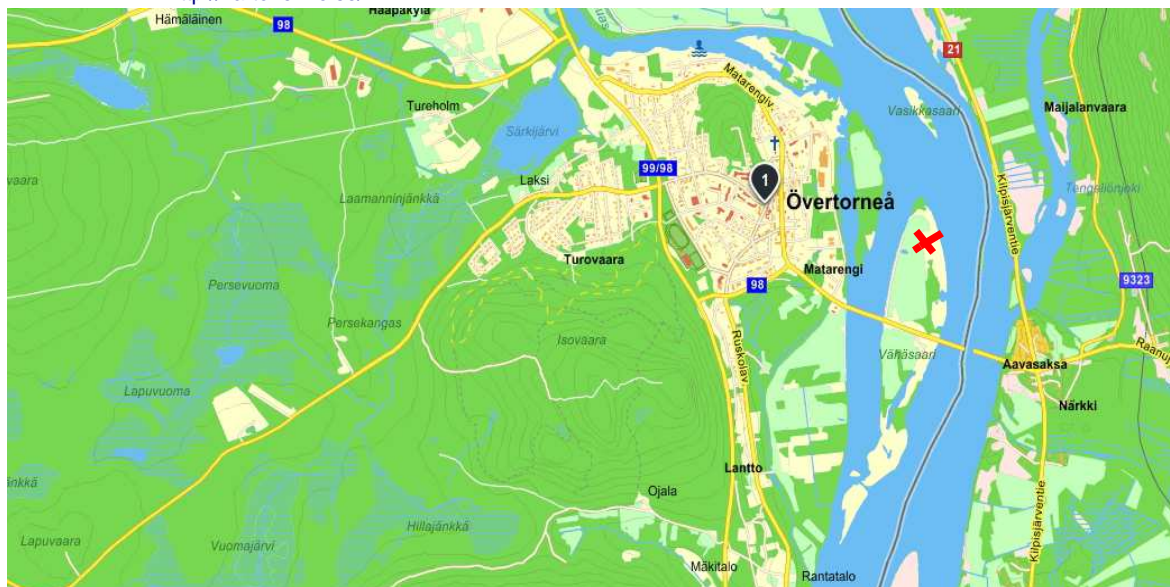 Haapakylä
Hämäläinen
98
21
Matarengiv.
Vasikkasaari
Maijalanvaara
Tureholm
Särkijärvi
99/98
1
Övertorneå
Laksi
Laamanninjänkkä
Kilpisjärventie
Tengeliönjoki
Turovaara
Matarengi
9323
Persevuoma
98
Persekangas
Isovaara
Ruskolav.
Vähäsaari
Aavasaksa
Lapuvuoma
Närkki
Lantto
Ojala
Hillajänkkä
Kilpisjärventie
Lapuvaara
Vuomajärvi
Mäkitalo
Rantatalo